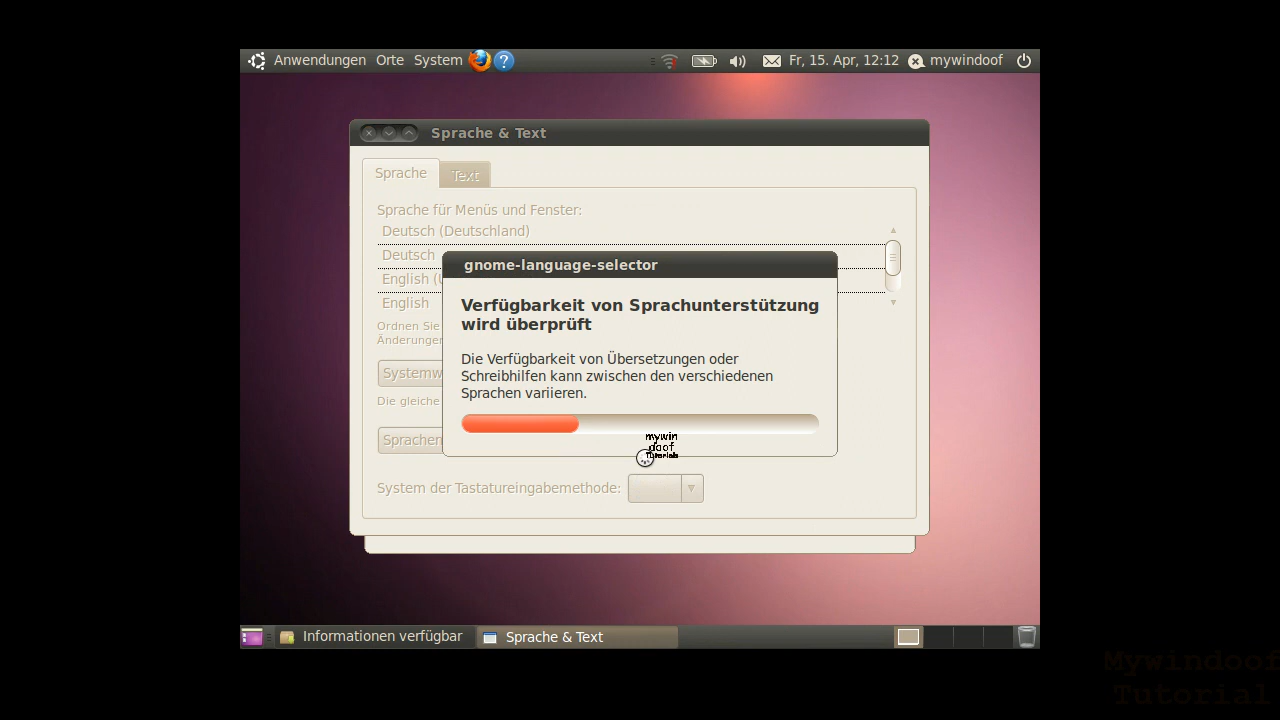 Anwendungen Orte System
Fr, 15. Apr, 12:12 mywindoof
Sprache & Text
Sprache Text
Sprache für Menüs und Fenster:
Deutsch (Deutschland)
Deutsch
English (
English
Ordnen Sie
Änderungen
Systemw
Die gleiche
Sprachen
gnome-language-selector
Verfügbarkeit von Sprachunterstützung
wird überprüft
Die Verfügbarkeit von Übersetzungen oder
Schreibhilfen kann zwischen den verschiedenen
Sprachen variieren.
mywin
doof
Tutorials
System der Tastatureingabemethode:
Informationen verfügbar
Sprache & Text
Mywindoof
Tutorial